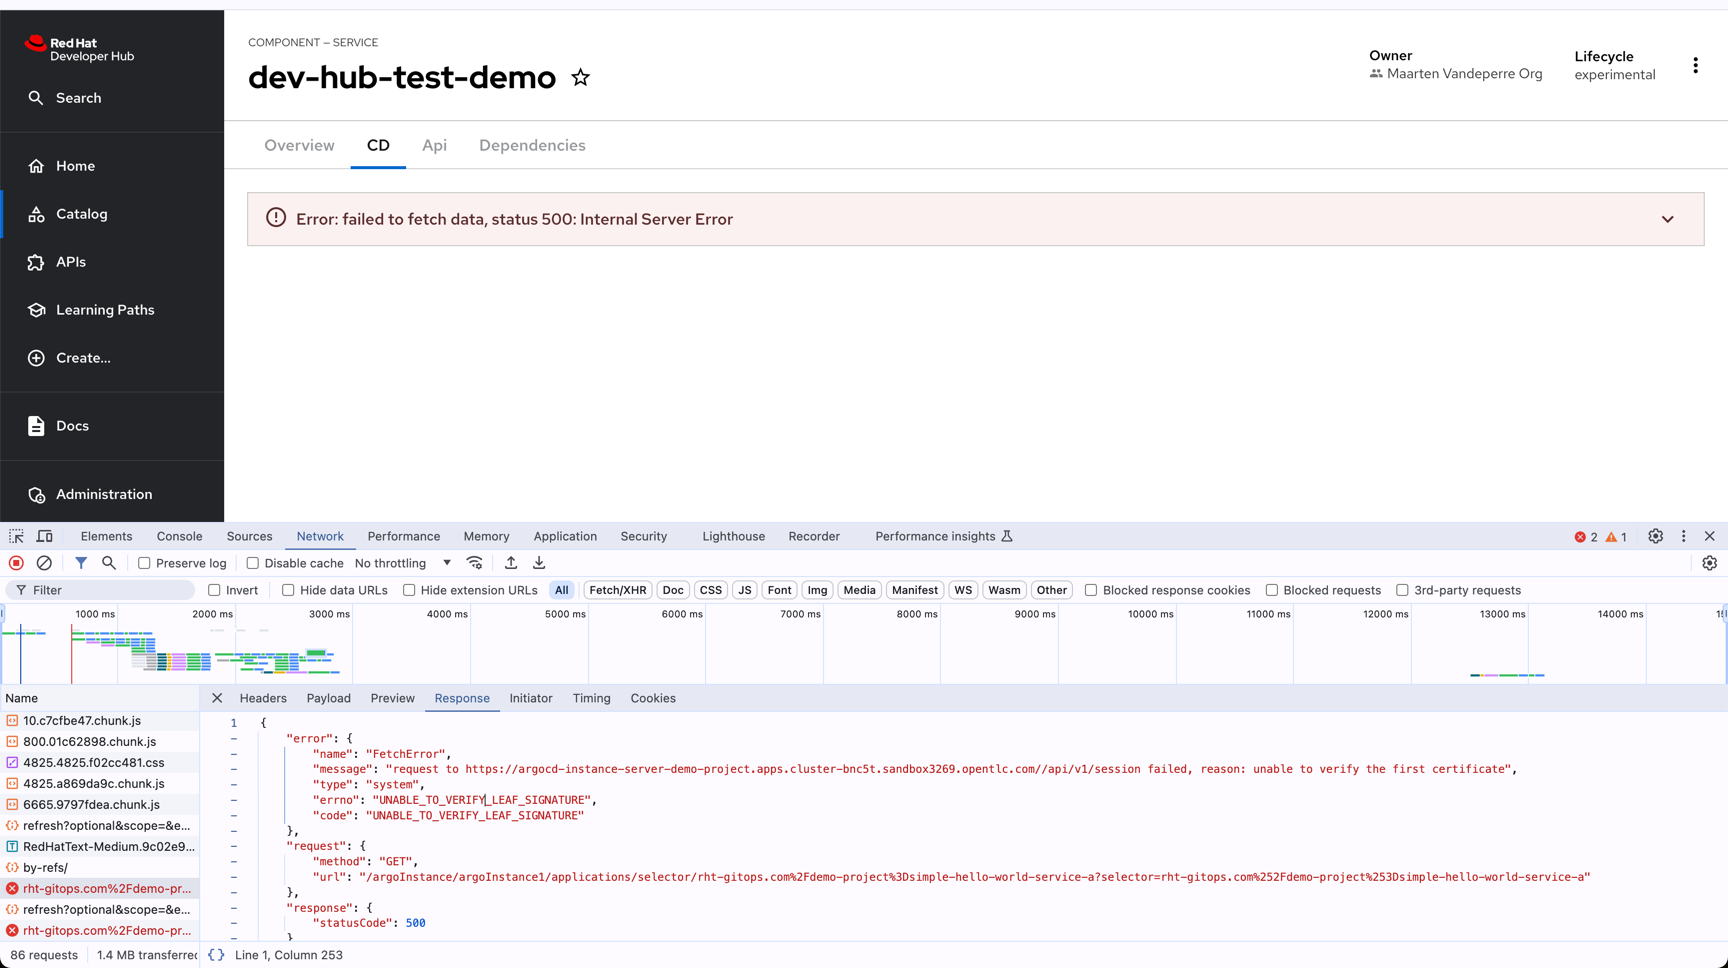 Red Hat
Developer Hub
Search
Home
Catalog
APIs
Learning Paths
Create...
Docs
Administration
COMPONENT — SERVICE
dev-hub-test-demo
Owner
Maarten Vandeperre Org
Lifecycle
experimental
Overview
CD
Api
Dependencies
Error: failed to fetch data, status 500: Internal Server Error
Elements Console Sources Network Performance Memory Application Security Lighthouse Recorder Performance insights 2 1
Preserve log Disable cache No throttling
Filter Invert Hide data URLs Hide extension URLs All Fetch/XHR Doc CSS JS Font Img Media Manifest WS Wasm Other Blocked response cookies Blocked requests 3rd-party requests
1000 ms 2000 ms 3000 ms 4000 ms 5000 ms 6000 ms 7000 ms 8000 ms 9000 ms 10000 ms 11000 ms 12000 ms 13000 ms 14000 ms
Name
10.c7cfbe47.chunk.js
800.01c62898.chunk.js
4825.4825.f02cc481.css
4825.a869da9c.chunk.js
6665.9797fdea.chunk.js
refresh?optional&scope=&e...
RedHatText-Medium.9c02e9...
by-refs/
rht-gitops.com%2Fdemo-pr...
refresh?optional&scope=&e...
rht-gitops.com%2Fdemo-pr...
86 requests 1.4 MB transferred
Headers Payload Preview Response Initiator Timing Cookies
1 {
- "error": {
- "name": "FetchError",
- "message": "request to https://argocd-instance-server-demo-project.apps.cluster-bnc5t.sandbox3269.opentlc.com//api/v1/session failed, reason: unable to verify the first certificate",
- "type": "system",
- "errno": "UNABLE_TO_VERIFY_LEAF_SIGNATURE",
- "code": "UNABLE_TO_VERIFY_LEAF_SIGNATURE"
- },
- "request": {
- "method": "GET",
- "url": "/argoInstance/argoInstance1/applications/selector/rht-gitops.com%2Fdemo-project%3Dsimple-hello-world-service-a?selector=rht-gitops.com%252Fdemo-project%253Dsimple-hello-world-service-a"
- },
- "response": {
- "statusCode": 500
- }
{} Line 1, Column 253